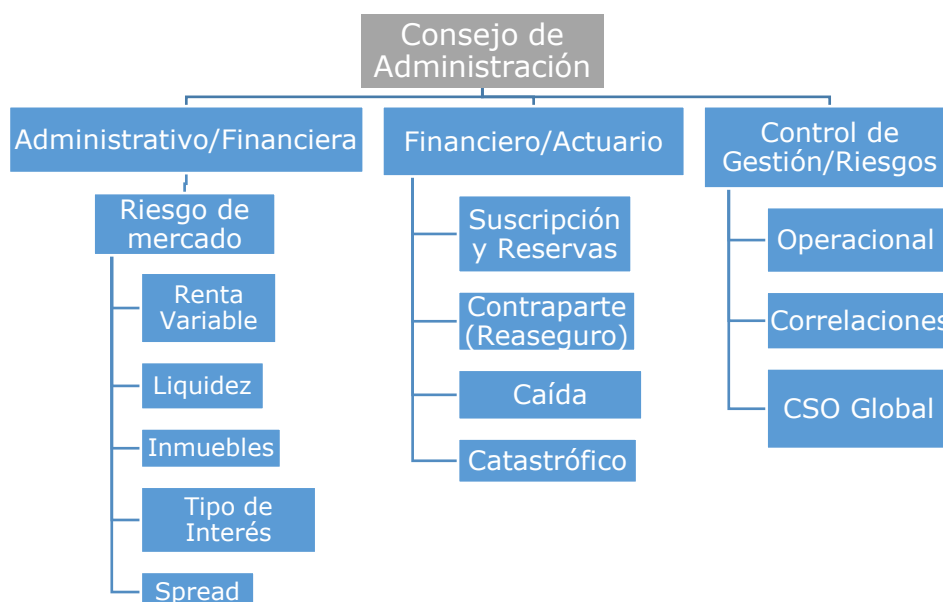 Consejo de
Administración
Administrativo/Financiera
Riesgo de
mercado
Renta
Variable
Liquidez
Inmuebles
Tipo de
Interés
Spread
Financiero/Actuario
Suscripción
y Reservas
Contraparte
(Reaseguro)
Caída
Catastrófico
Control de
Gestión/Riesgos
Operacional
Correlaciones
CSO Global